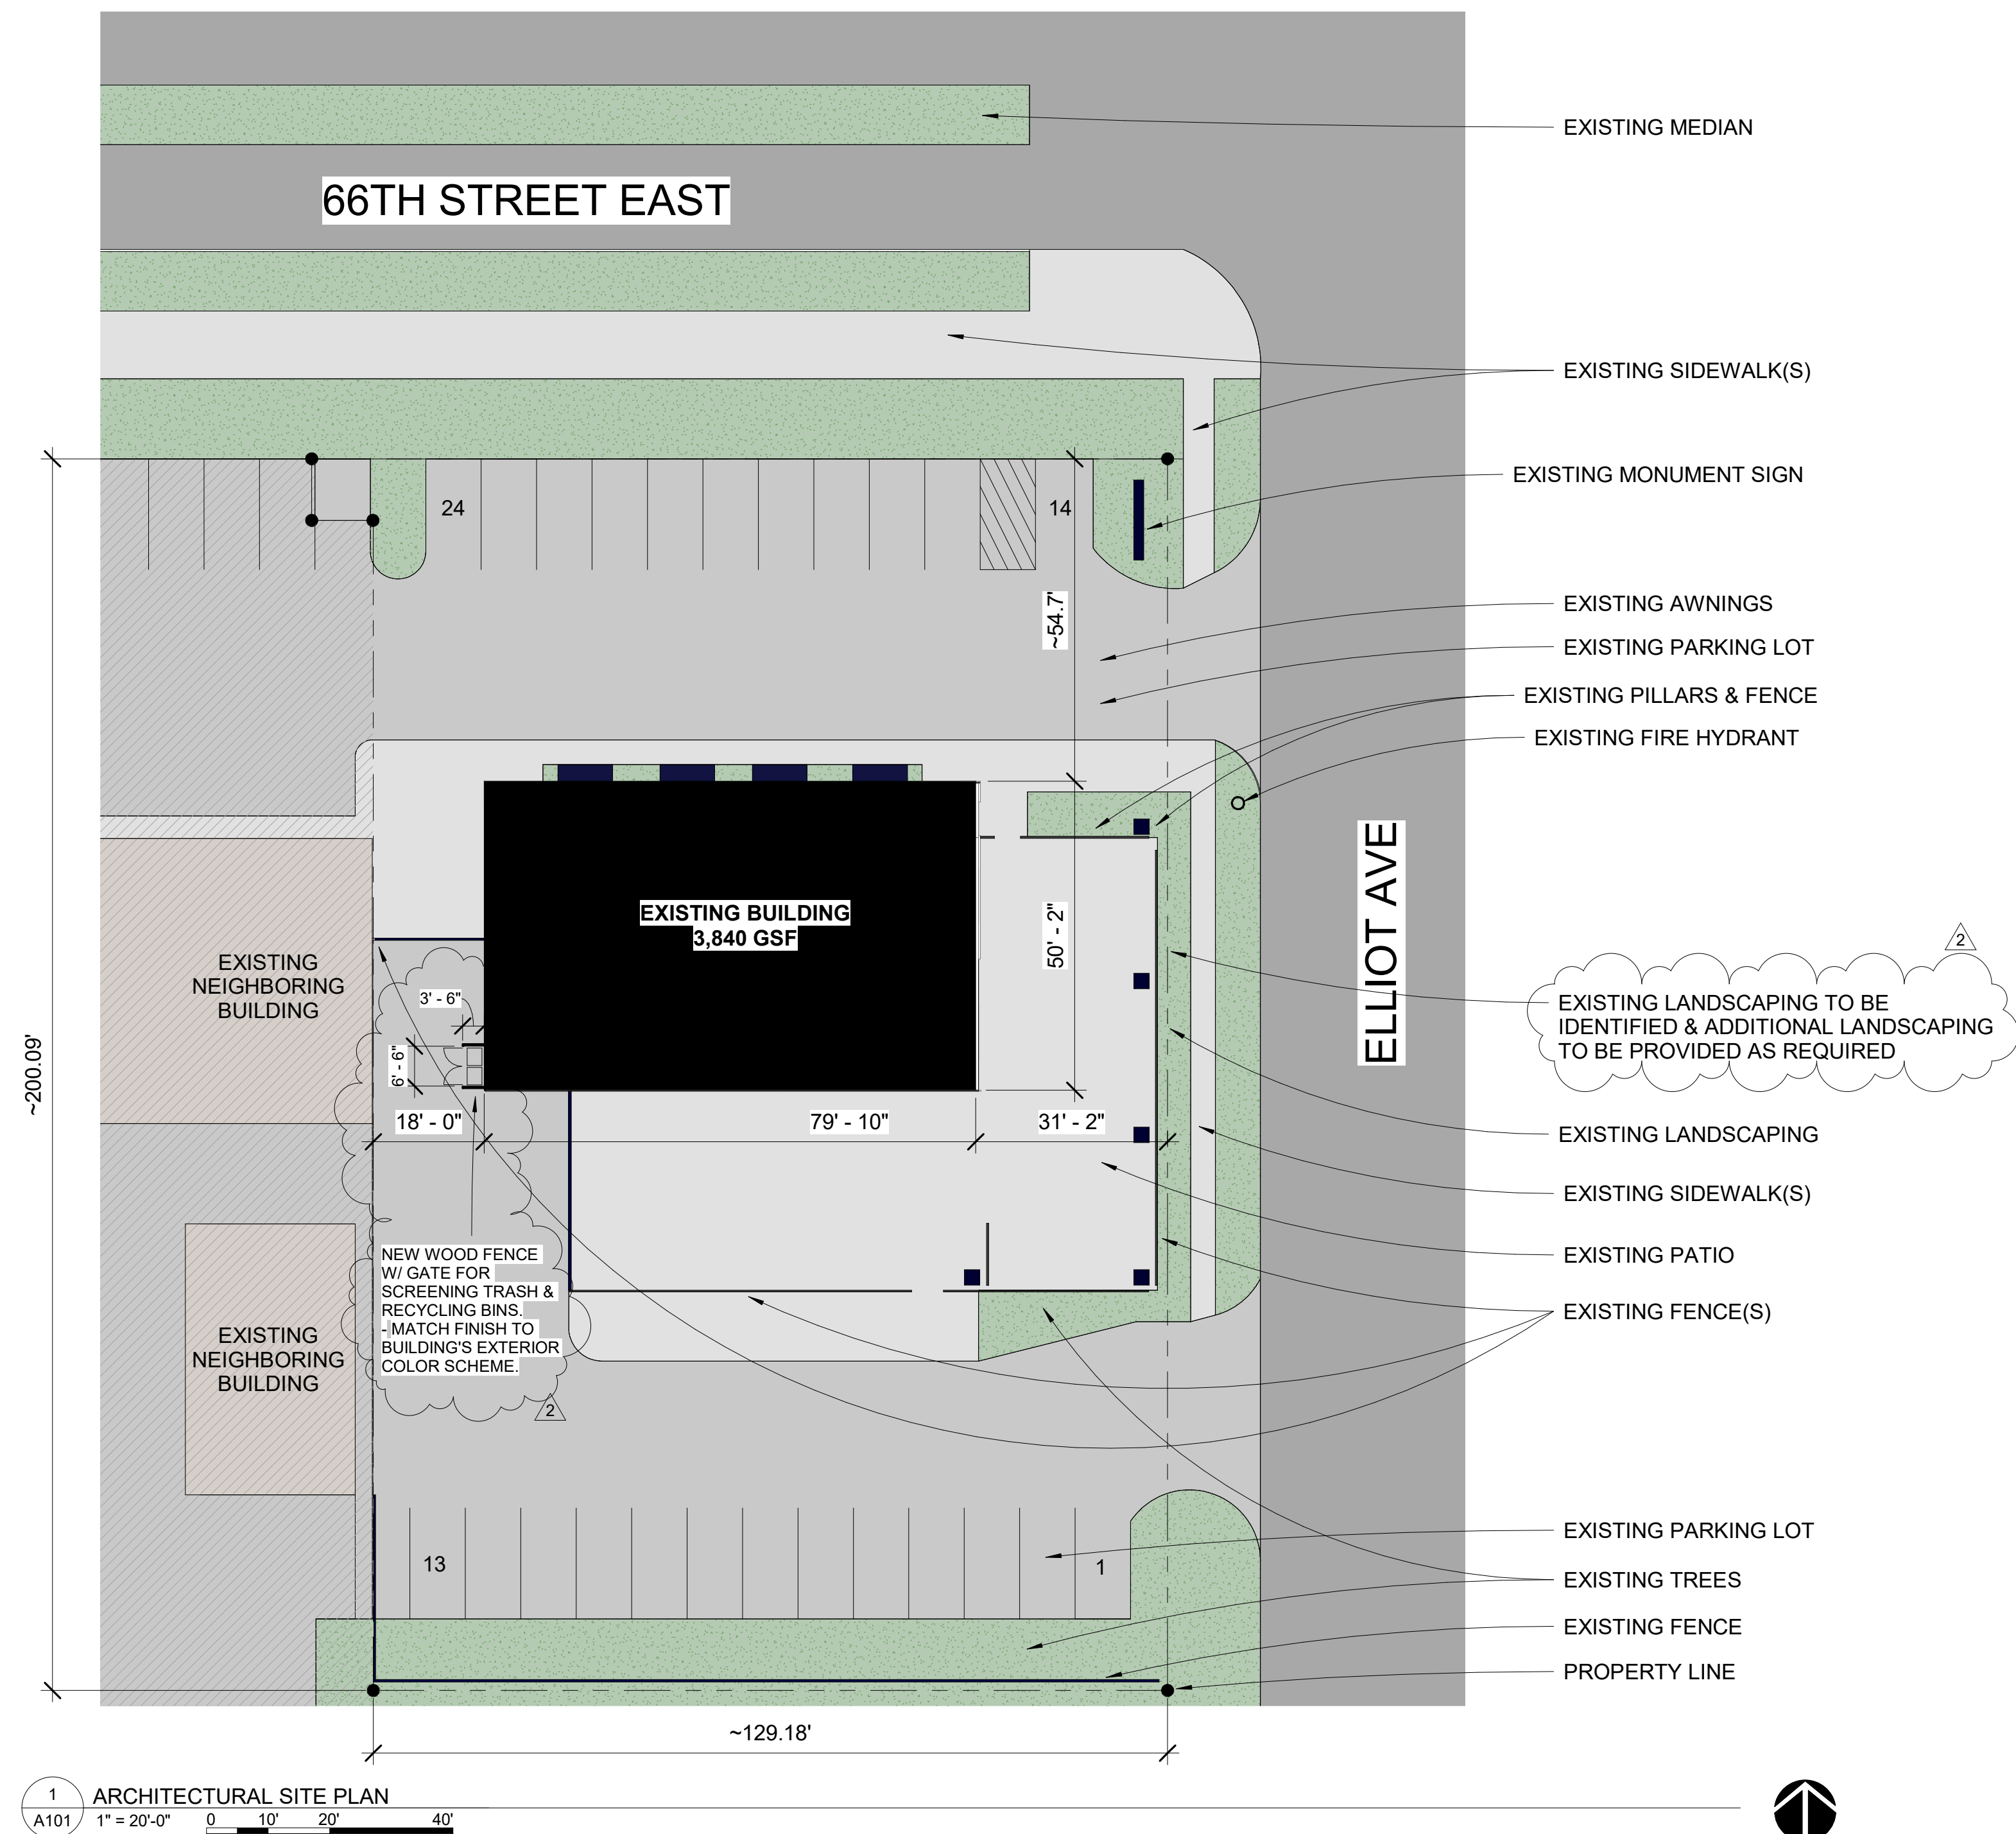 EXISTING MEDIAN
66TH STREET EAST
EXISTING SIDEWALK(S)
EXISTING MONUMENT SIGN
24
14
EXISTING AWNINGS
~54.7'
EXISTING PARKING LOT
EXISTING PILLARS & FENCE
EXISTING FIRE HYDRANT
EXISTING BUILDING
3,840 GSF
50' - 2"
ELLIOT AVE
2
EXISTING LANDSCAPING TO BE
IDENTIFIED & ADDITIONAL LANDSCAPING
TO BE PROVIDED AS REQUIRED
EXISTING
NEIGHBORING
BUILDING
3' - 6"
6' - 6"
~200.09'
18' - 0"
79' - 10"
31' - 2"
EXISTING LANDSCAPING
EXISTING SIDEWALK(S)
EXISTING PATIO
NEW WOOD FENCE
W/ GATE FOR
SCREENING TRASH &
RECYCLING BINS.
- MATCH FINISH TO
BUILDING'S EXTERIOR
COLOR SCHEME.
2
EXISTING FENCE(S)
EXISTING
NEIGHBORING
BUILDING
EXISTING PARKING LOT
13
1
EXISTING TREES
EXISTING FENCE
PROPERTY LINE
~129.18'
1
A101
ARCHITECTURAL SITE PLAN
1" = 20'-0"
0 10' 20' 40'